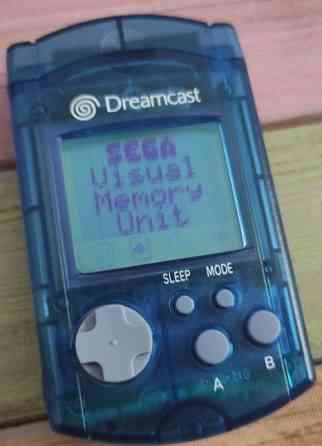 Dreamcast
SEGA
Visual
Memory
Unit
SLEEP MODE
A
B